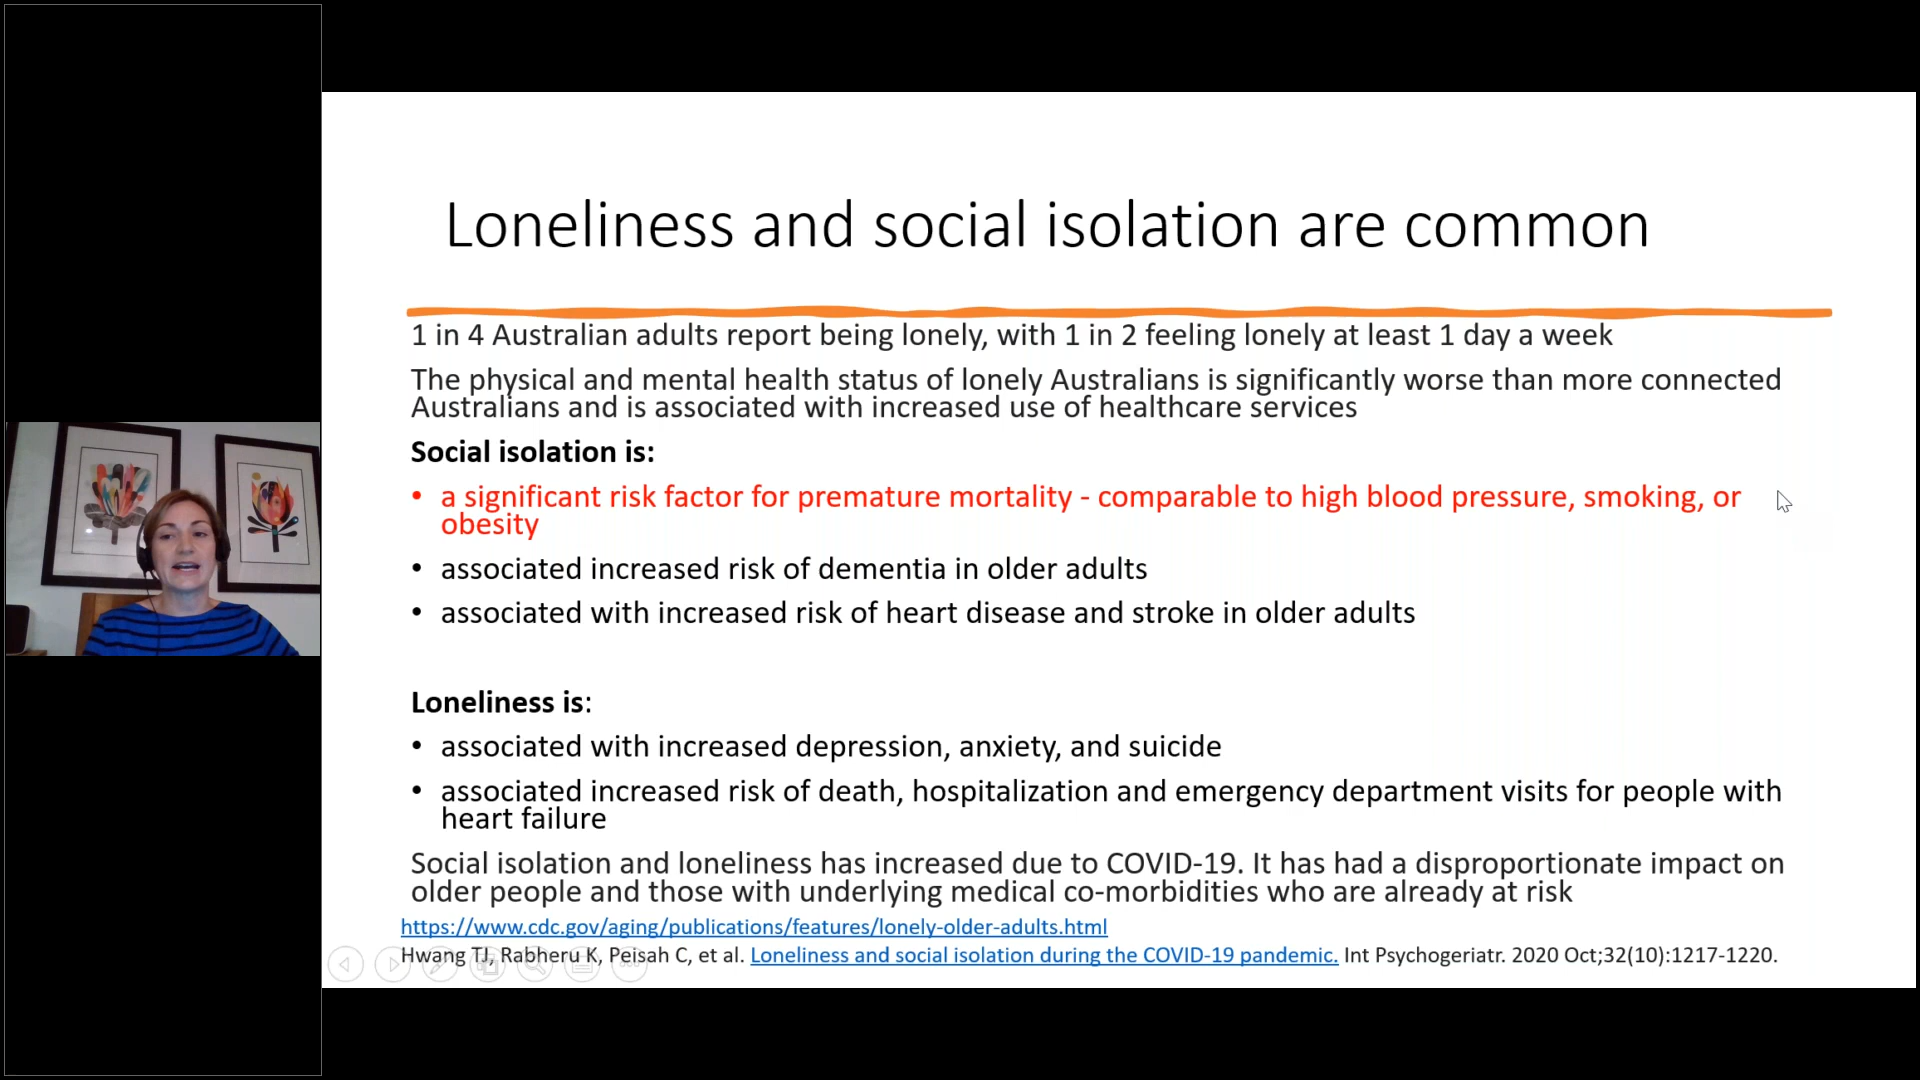 Loneliness and social isolation are common
1 in 4 Australian adults report being lonely, with 1 in 2 feeling lonely at least 1 day a week
The physical and mental health status of lonely Australians is significantly worse than more connected
Australians and is associated with increased use of healthcare services
Social isolation is:
• a significant risk factor for premature mortality - comparable to high blood pressure, smoking, or
obesity
• associated increased risk of dementia in older adults
• associated with increased risk of heart disease and stroke in older adults
Loneliness is:
• associated with increased depression, anxiety, and suicide
• associated increased risk of death, hospitalization and emergency department visits for people with
heart failure
Social isolation and loneliness has increased due to COVID-19. It has had a disproportionate impact on
older people and those with underlying medical co-morbidities who are already at risk
https://www.cdc.gov/aging/publications/features/lonely-older-adults.html
Hwang TJ, Rabheru K, Peisah C, et al. Loneliness and social isolation during the COVID-19 pandemic. Int Psychogeriatr. 2020 Oct;32(10):1217-1220.